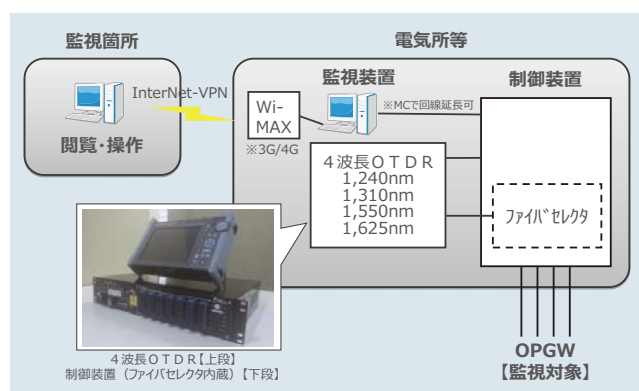 監視箇所
電気所等
InterNet-VPN
閲覧・操作
監視装置
制御装置
Wi-
MAX
※3G/4G
※MCで回線延長可
4波長OTDR
1,240nm
1,310nm
1,550nm
1,625nm
ファイバセレクタ
4波長OTDR【上段】
制御装置（ファイバセレクタ内蔵）【下段】
OPGW
【監視対象】